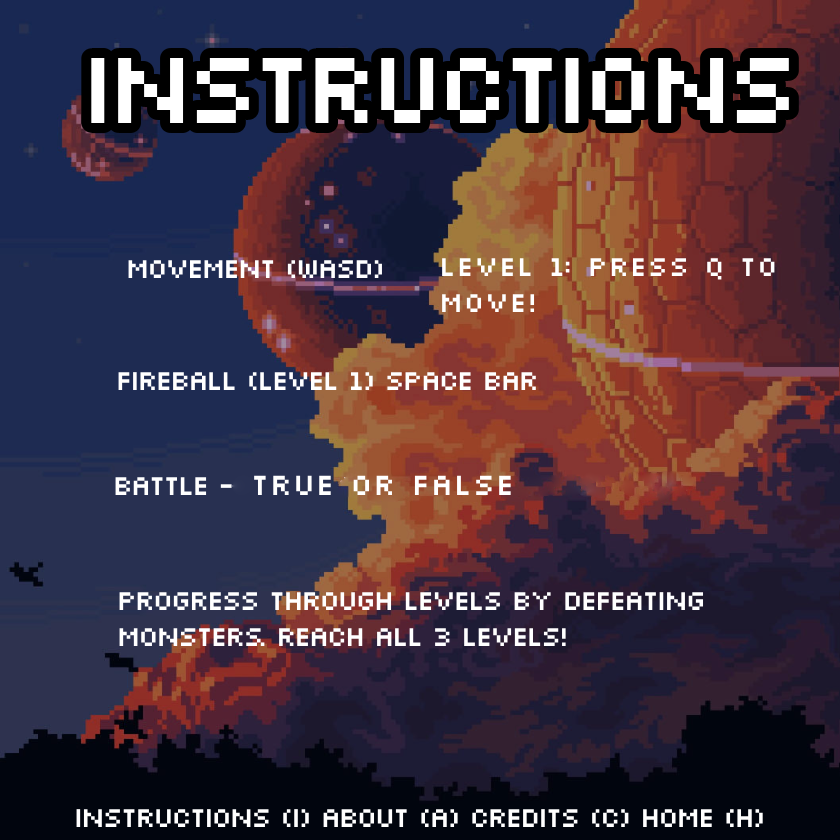 INSTRUCTIONS
MOVEMENT (WASD)
LEVEL 1: PRESS Q TO
MOVE!
FIREBALL (LEVEL 1) SPACE BAR
BATTLE - TRUE OR FALSE
PROGRESS THROUGH LEVELS BY DEFEATING
MONSTERS. REACH ALL 3 LEVELS!
INSTRUCTIONS (I) ABOUT (A) CREDITS (C) HOME (H)